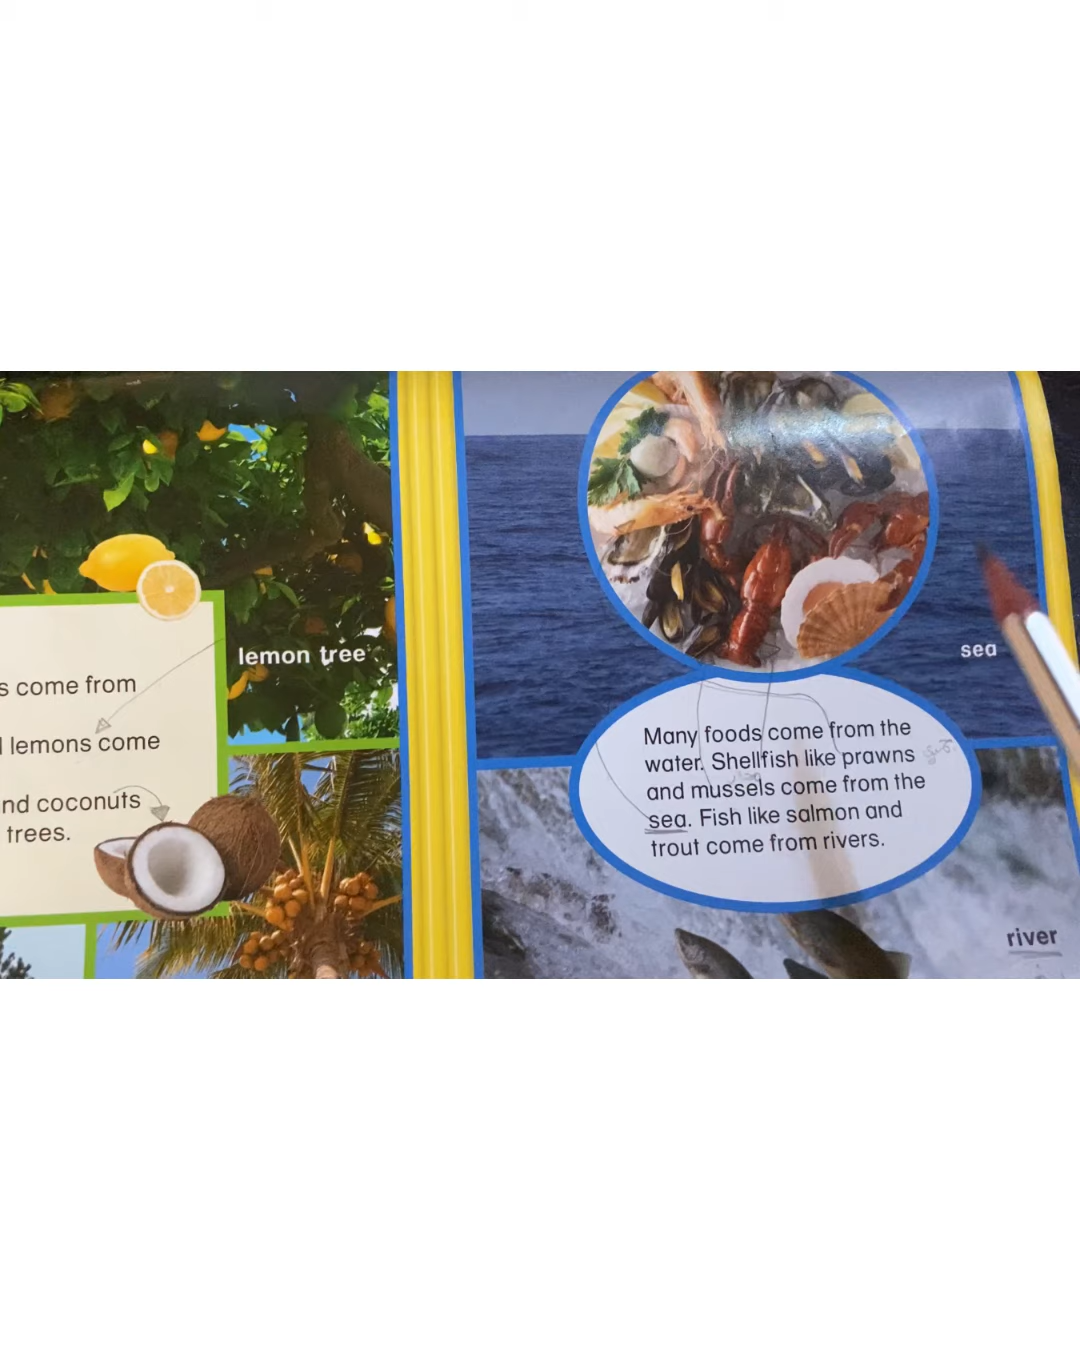 lemon tree
s come from
lemons come
nd coconuts
trees.
sea
Many foods come from the
water. Shellfish like prawns
and mussels come from the
sea. Fish like salmon and
trout come from rivers.
river